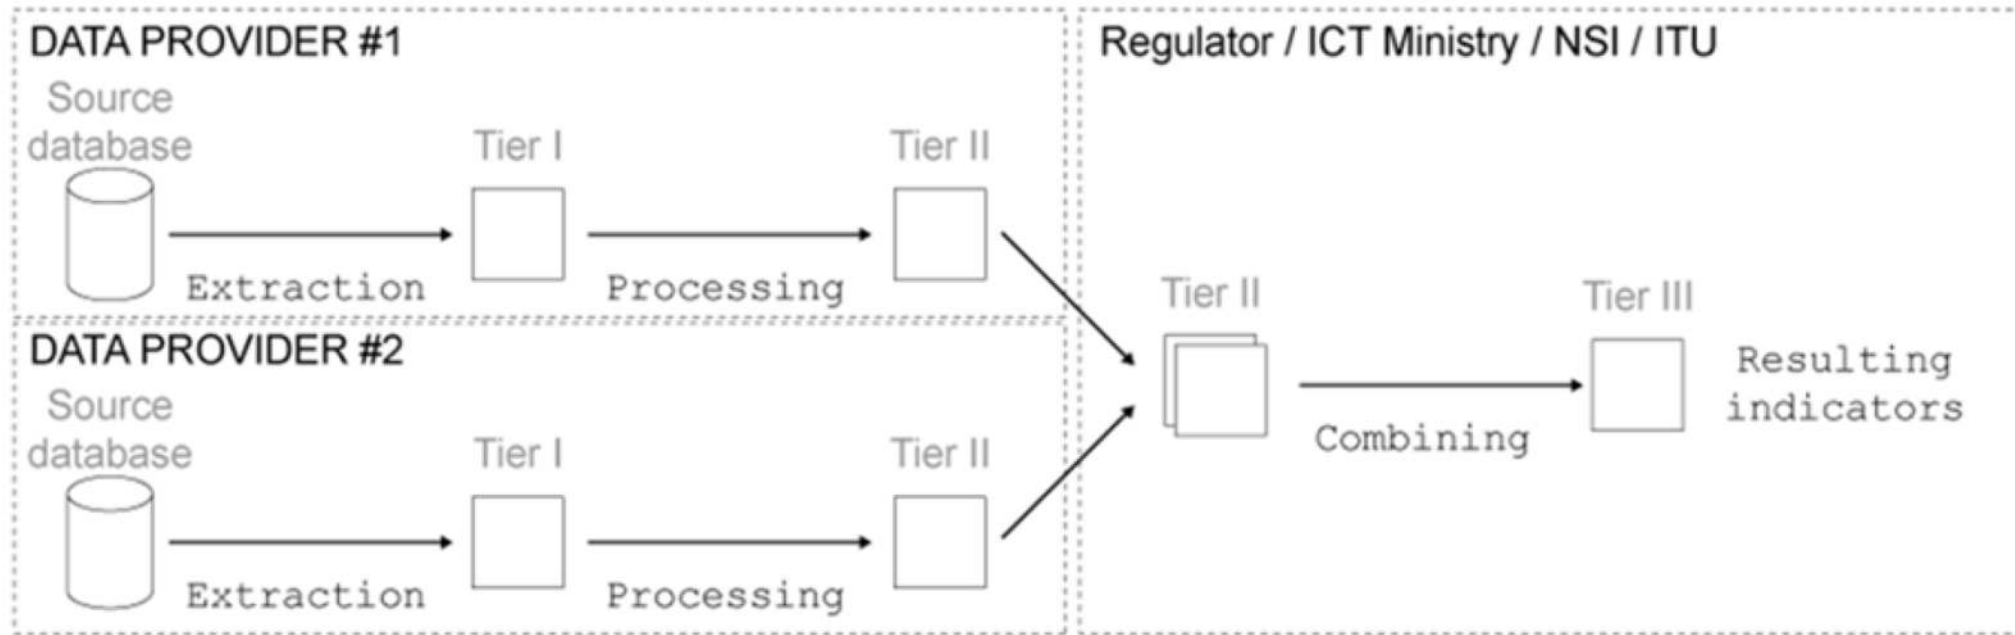 DATA PROVIDER #1
Source
database
Tier I
Tier II
Extraction
Processing
DATA PROVIDER #2
Source
database
Tier I
Tier II
Extraction
Processing
Regulator / ICT Ministry / NSI / ITU
Tier II
Tier III
Combining
Resulting
indicators